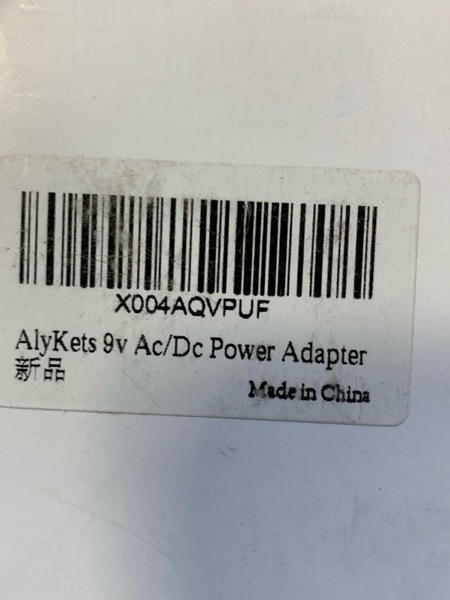 X004AQVPUF
AlyKets 9v Ac/Dc Power Adapter
新品
Made in China